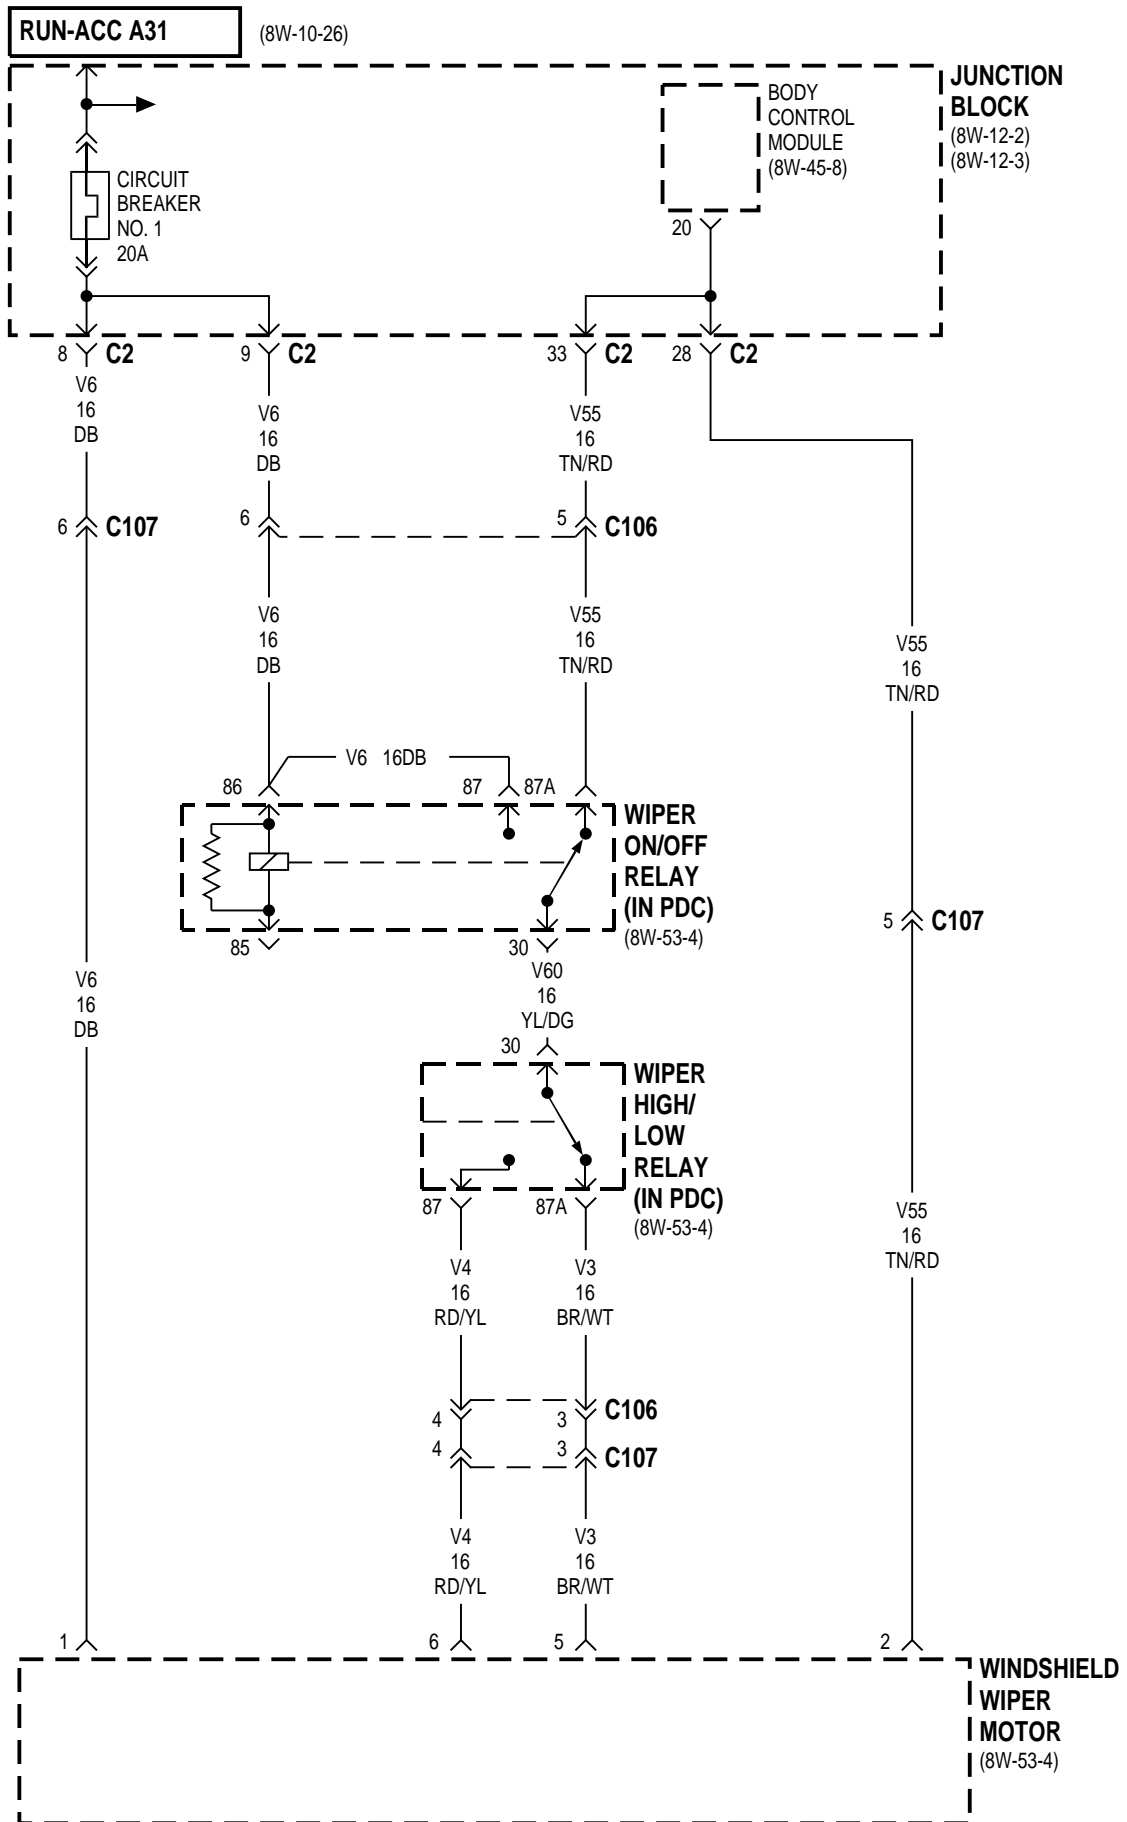 RUN-ACC A31
(8W-10-26)
JUNCTION
BLOCK
(8W-12-2)
(8W-12-3)
BODY
CONTROL
MODULE
(8W-45-8)
CIRCUIT
BREAKER
NO. 1
20A
20
8 C2
9 C2
33 C2
28 C2
V6
16
DB
V6
16
DB
V55
16
TN/RD
6 C107
6
5 C106
V6
16
DB
V55
16
TN/RD
V55
16
TN/RD
V6 16DB
86
87
87A
WIPER
ON/OFF
RELAY
(IN PDC)
(8W-53-4)
5 C107
85
30
V60
16
YL/DG
V6
16
DB
30
WIPER
HIGH/
LOW
RELAY
(IN PDC)
(8W-53-4)
87
87A
V55
16
TN/RD
V4
16
RD/YL
V3
16
BR/WT
4
3 C106
4
3 C107
V4
16
RD/YL
V3
16
BR/WT
1
6
5
2
WINDSHIELD
WIPER
MOTOR
(8W-53-4)